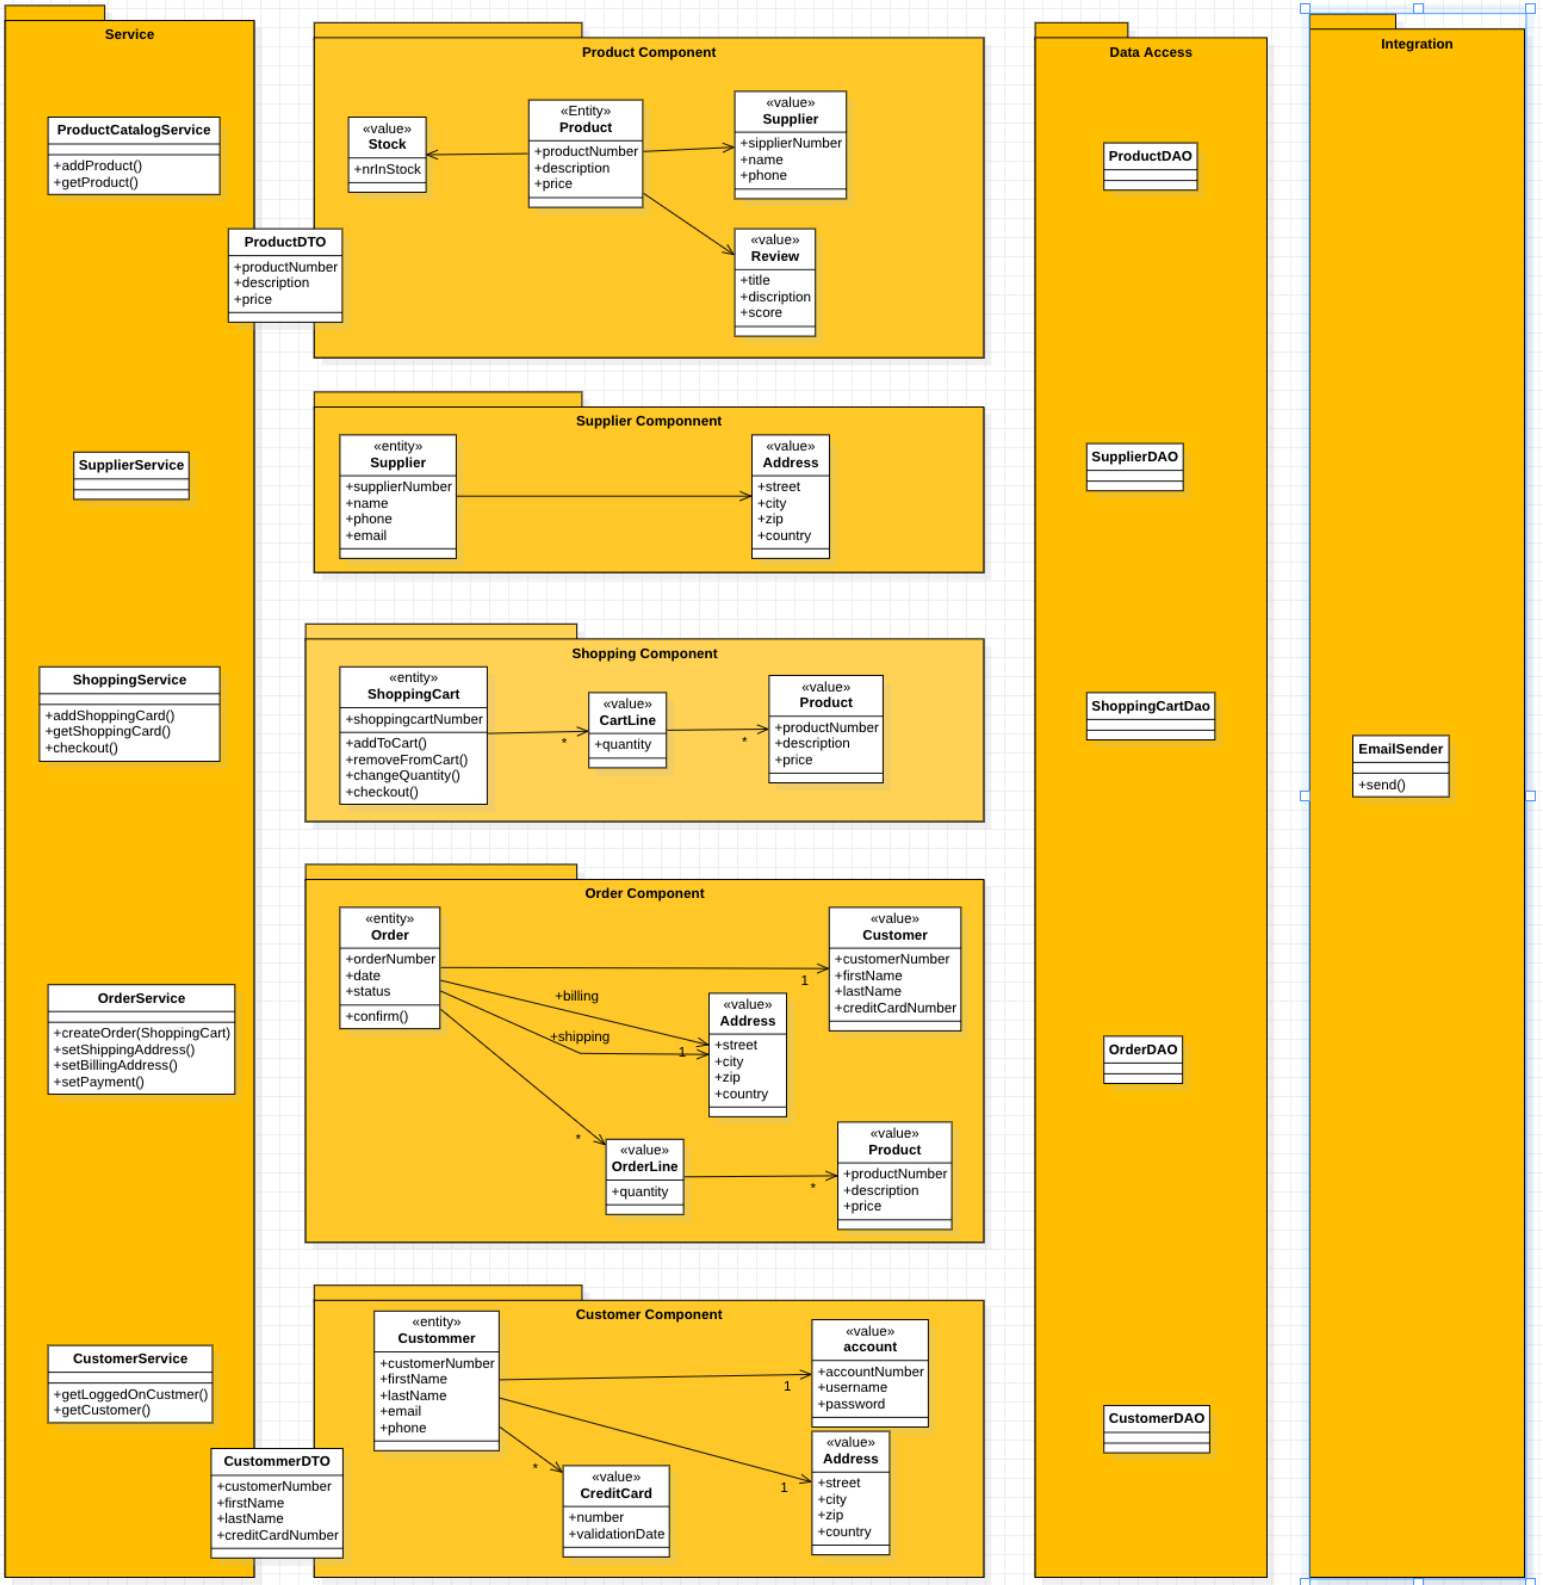 Service
ProductCatalogService
+addProduct()
+getProduct()
ProductDTO
+productNumber
+description
+price
SupplierService
ShoppingService
+addShoppingCard()
+getShoppingCard()
+checkout()
OrderService
+createOrder(ShoppingCart)
+setShippingAddress()
+setBillingAddress()
+setPayment()
CustomerService
+getLoggedOnCustmer()
+getCustomer()
CustommerDTO
+customerNumber
+firstName
+lastName
+creditCardNumber
Product Component
«value»
Stock
+nrInStock
«Entity»
Product
+productNumber
+description
+price
«value»
Supplier
+sipplierNumber
+name
+phone
«value»
Review
+title
+discription
+score
Supplier Componnent
«entity»
Supplier
+supplierNumber
+name
+phone
+email
«value»
Address
+street
+city
+zip
+country
Shopping Component
«entity»
ShoppingCart
+shoppingcartNumber
+addToCart()
+removeFromCart()
+changeQuantity()
+checkout()
*
«value»
CartLine
+quantity
*
«value»
Product
+productNumber
+description
+price
Order Component
«entity»
Order
+orderNumber
+date
+status
+confirm()
1
«value»
Customer
+customerNumber
+firstName
+lastName
+creditCardNumber
+billing
+shipping
1
«value»
Address
+street
+city
+zip
+country
*
«value»
OrderLine
+quantity
*
«value»
Product
+productNumber
+description
+price
Customer Component
«entity»
Custommer
+customerNumber
+firstName
+lastName
+email
+phone
1
«value»
account
+accountNumber
+username
+password
1
«value»
Address
+street
+city
+zip
+country
*
«value»
CreditCard
+number
+validationDate
Data Access
ProductDAO
SupplierDAO
ShoppingCartDao
OrderDAO
CustomerDAO
Integration
EmailSender
+send()